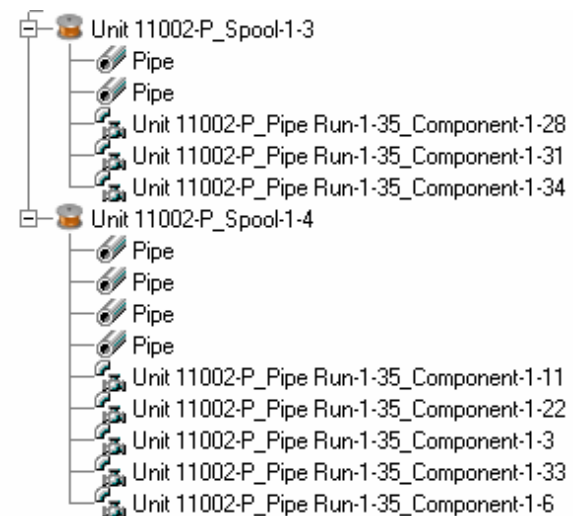 Unit 11002-P_Spool-1-3
Pipe
Pipe
Unit 11002-P_Pipe Run-1-35_Component-1-28
Unit 11002-P_Pipe Run-1-35_Component-1-31
Unit 11002-P_Pipe Run-1-35_Component-1-34
Unit 11002-P_Spool-1-4
Pipe
Pipe
Pipe
Pipe
Unit 11002-P_Pipe Run-1-35_Component-1-11
Unit 11002-P_Pipe Run-1-35_Component-1-22
Unit 11002-P_Pipe Run-1-35_Component-1-3
Unit 11002-P_Pipe Run-1-35_Component-1-33
Unit 11002-P_Pipe Run-1-35_Component-1-6